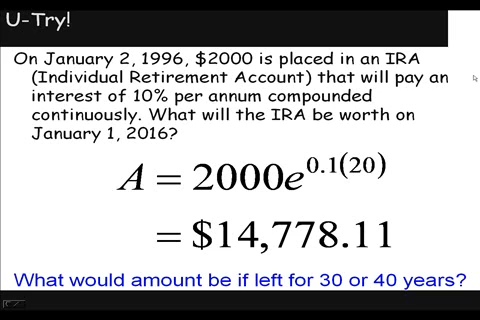 U-Try!
On January 2, 1996, $2000 is placed in an IRA
(Individual Retirement Account) that will pay an
interest of 10% per annum compounded
continuously. What will the IRA be worth on
January 1, 2016?
A = 2000e^{0.1(20)}
= $14,778.11
What would amount be if left for 30 or 40 years?